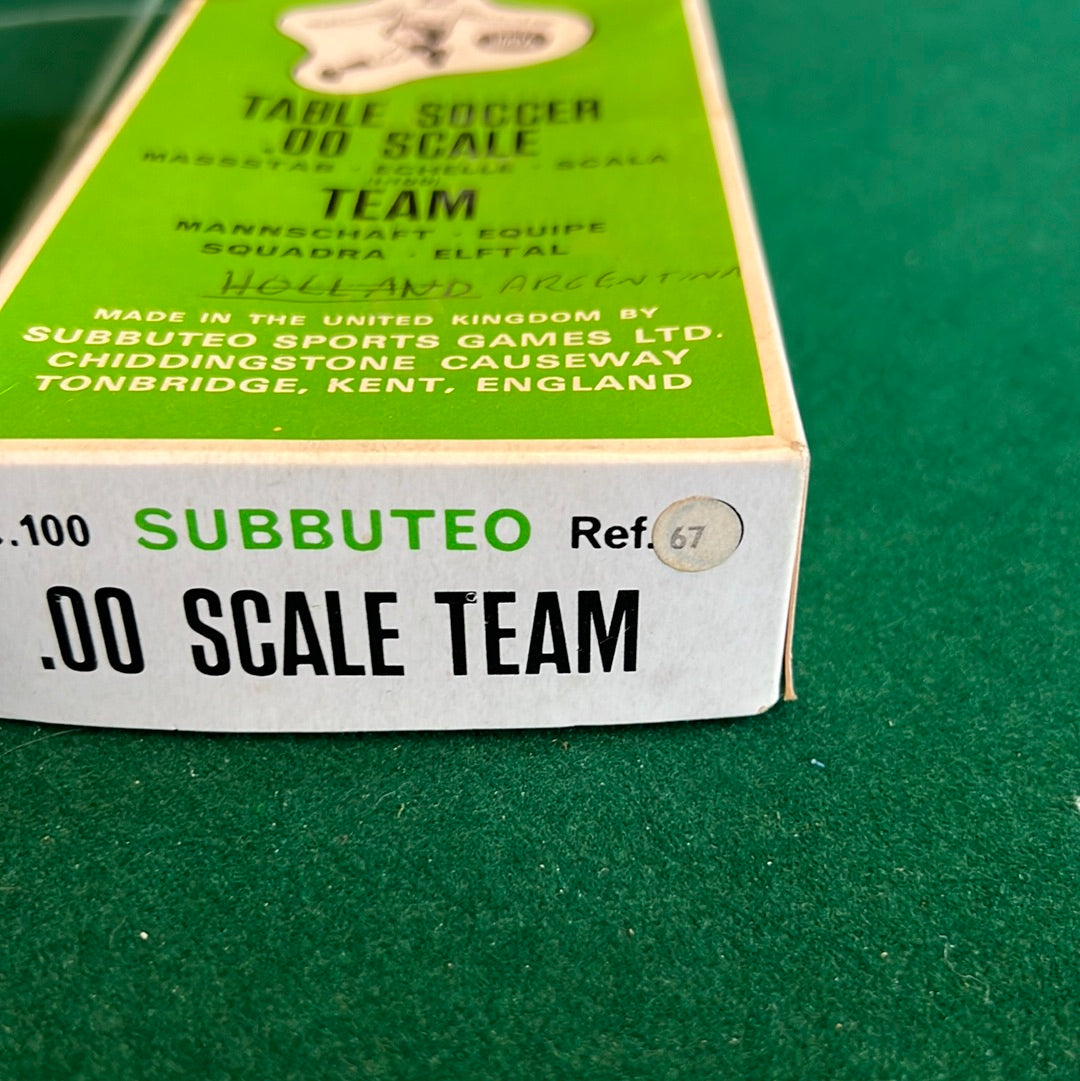 TABLE SOCCER
.00 SCALE
MASSSTAB · ECHELLE · SCALA
TEAM
MANNSCHAFT · EQUIPE
SQUADRA · ELFTAL
HOLLAND ARGENTINA
MADE IN THE UNITED KINGDOM BY
SUBBUTEO SPORTS GAMES LTD.
CHIDDINGSTONE CAUSEWAY
TONBRIDGE, KENT, ENGLAND
.100 SUBBUTEO Ref. 67
.00 SCALE TEAM